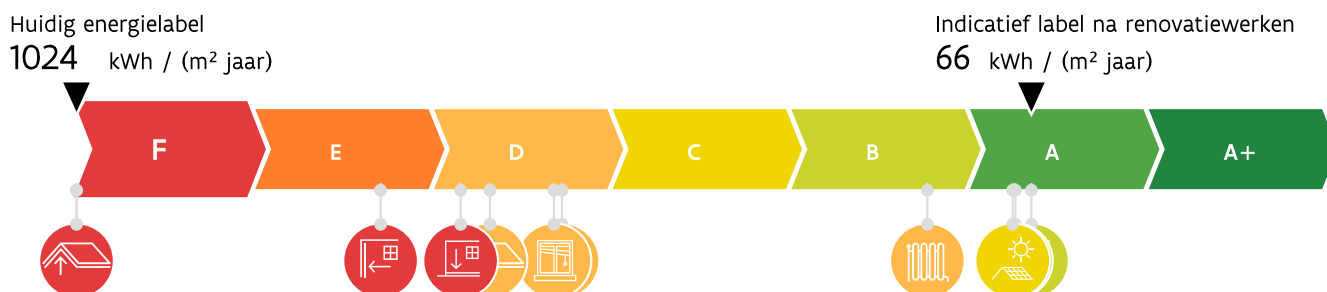 Huidig energielabel
1024 kWh / (m² jaar)
Indicatief label na renovatiewerken
66 kWh / (m² jaar)
F E D C B A A+